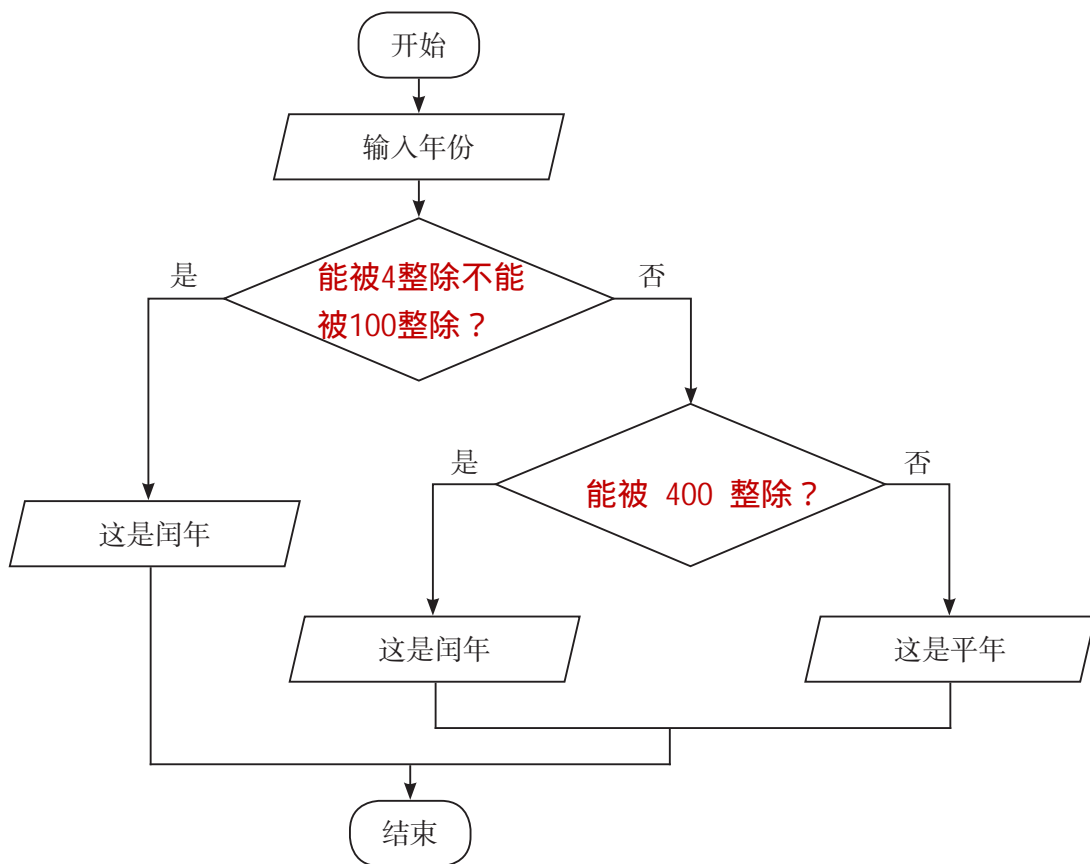 开始
输入年份
是
否
能被4整除不能
被100整除？
是
否
能被 400 整除？
这是闰年
这是闰年
这是平年
结束